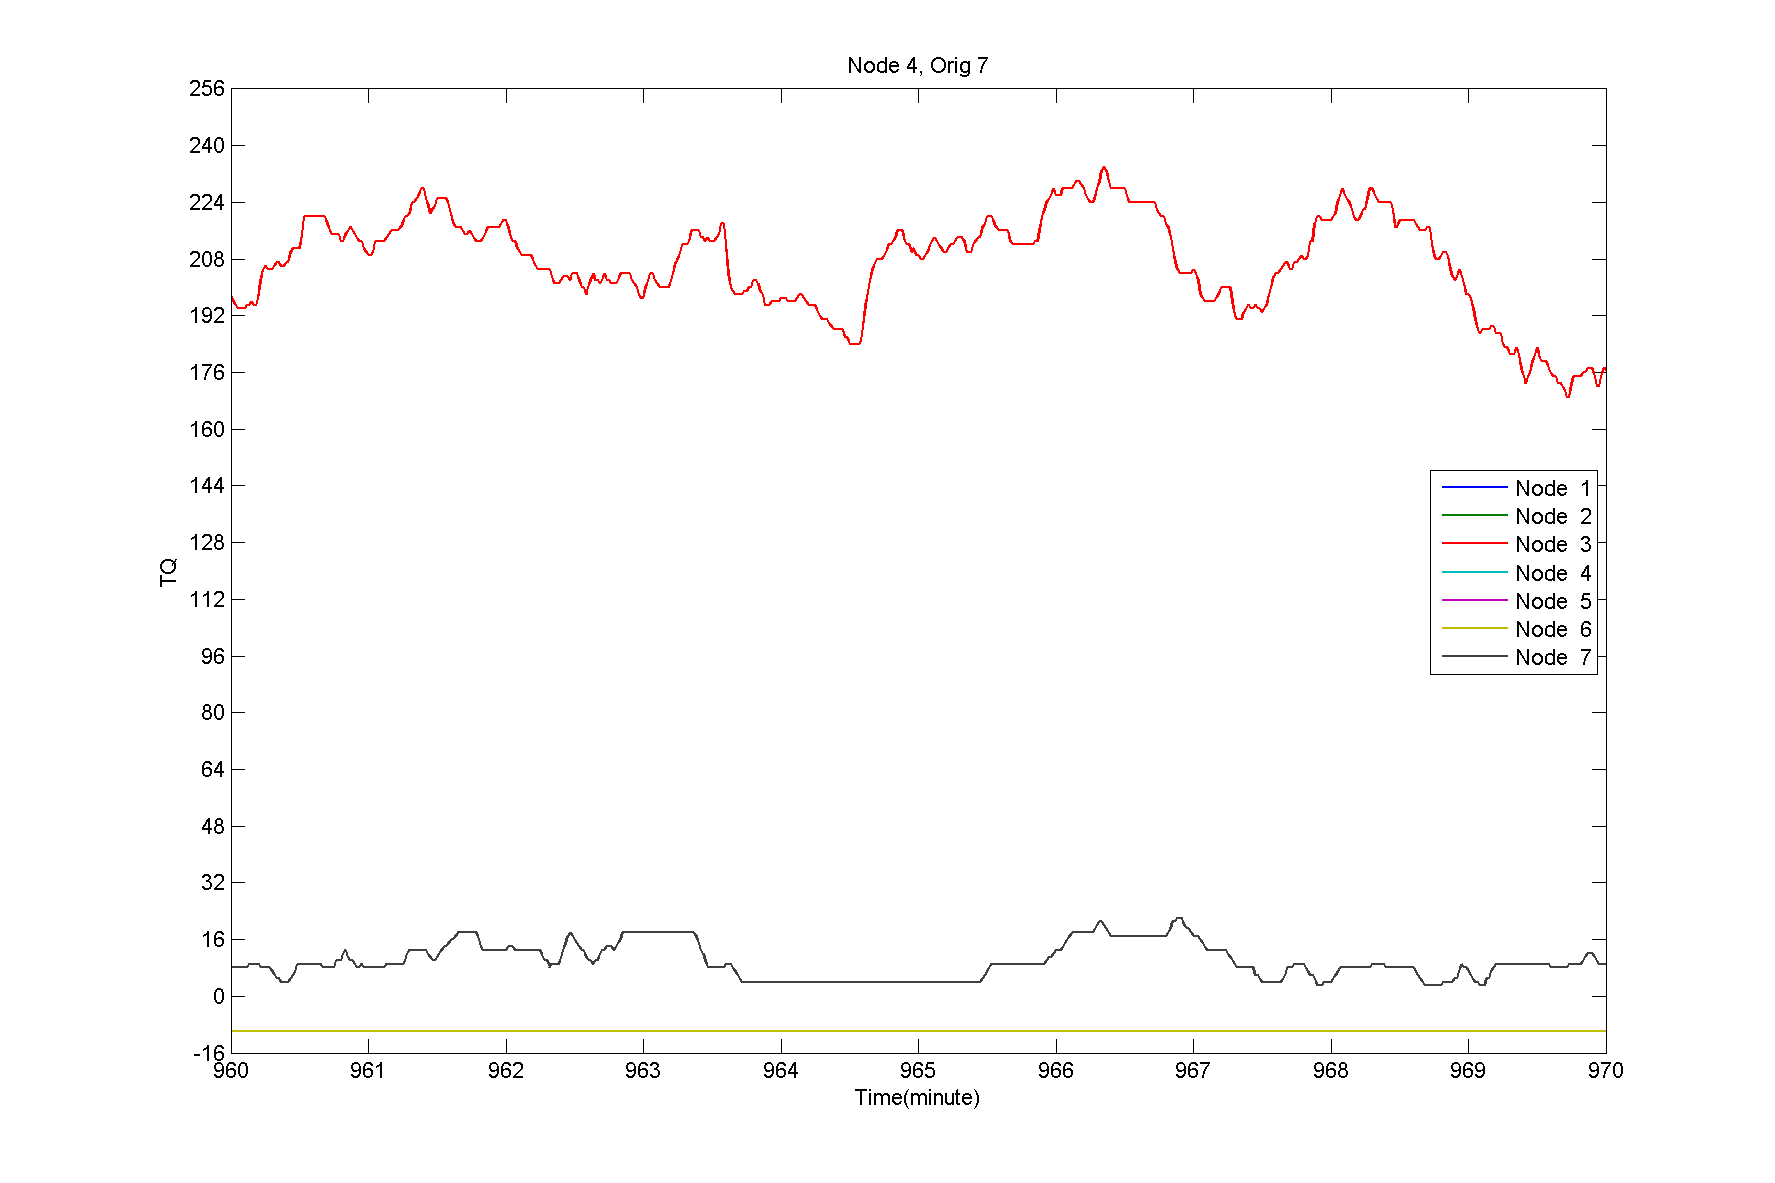 Node 4, Orig 7
256
240
224
208
192
176
160
144
128
112
96
80
64
48
32
16
0
-16
TQ
Node 1
Node 2
Node 3
Node 4
Node 5
Node 6
Node 7
960 961 962 963 964 965 966 967 968 969 970
Time(minute)